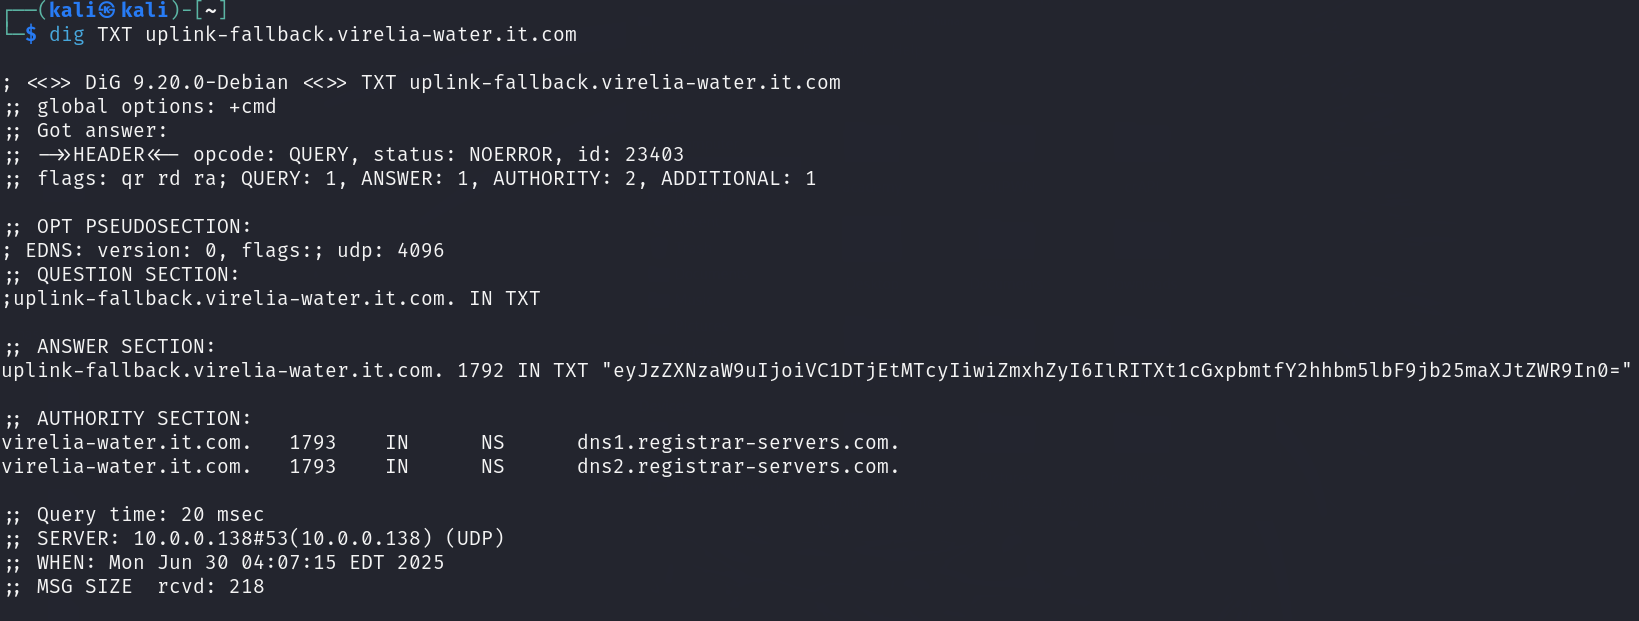 ┌──(kali㉿kali)-[~]
└─$ dig TXT uplink-fallback.virelia-water.it.com
; <<>> DiG 9.20.0-Debian <<>> TXT uplink-fallback.virelia-water.it.com
;; global options: +cmd
;; Got answer:
;; ->>HEADER<<- opcode: QUERY, status: NOERROR, id: 23403
;; flags: qr rd ra; QUERY: 1, ANSWER: 1, AUTHORITY: 2, ADDITIONAL: 1
;; OPT PSEUDOSECTION:
; EDNS: version: 0, flags:; udp: 4096
;; QUESTION SECTION:
;uplink-fallback.virelia-water.it.com. IN TXT
;; ANSWER SECTION:
uplink-fallback.virelia-water.it.com. 1792 IN TXT "eyJzZXNzaW9uIjoiVC1DTjEtMTcyIiwiZmxhZyI6IlRITXt1cGxpbmtfY2hhbm5lbF9jb25maXJtZWR9In0="
;; AUTHORITY SECTION:
virelia-water.it.com. 1793 IN NS dns1.registrar-servers.com.
virelia-water.it.com. 1793 IN NS dns2.registrar-servers.com.
;; Query time: 20 msec
;; SERVER: 10.0.0.138#53(10.0.0.138) (UDP)
;; WHEN: Mon Jun 30 04:07:15 EDT 2025
;; MSG SIZE rcvd: 218